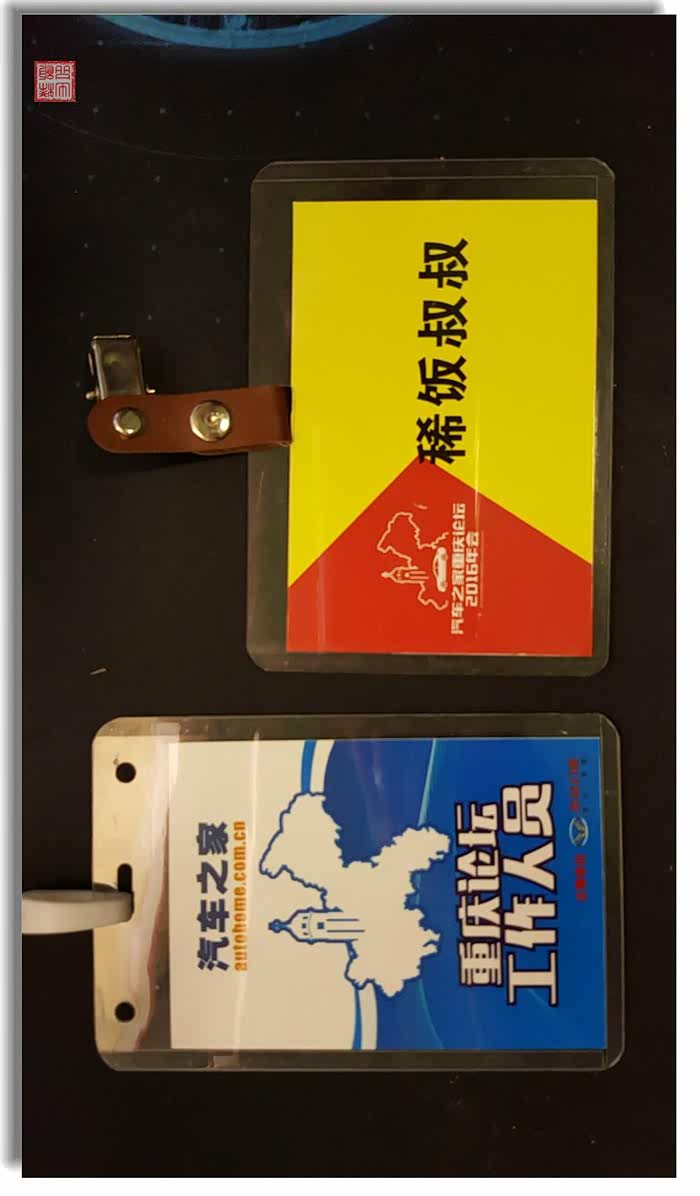 稀饭叔叔
汽车之家重庆论坛
2016年会
汽车之家
autohome.com.cn
重庆论坛
工作人员